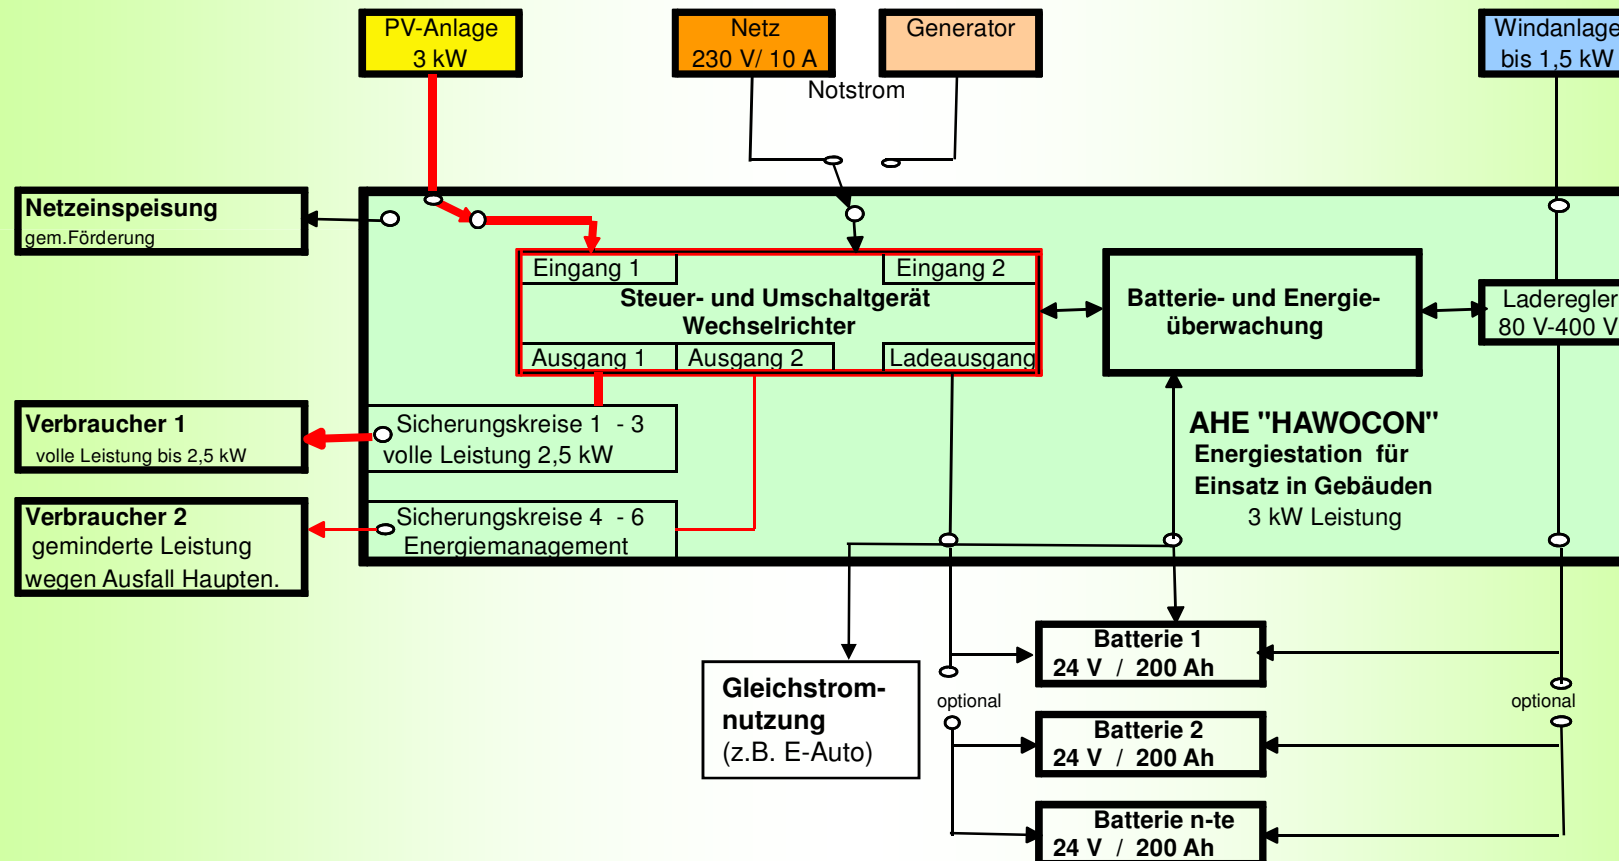 PV-Anlage
3 kW
Netz
230 V/ 10 A
Generator
Notstrom
Windanlage
bis 1,5 kW
Netzeinspeisung
gem.Förderung
Eingang 1
Eingang 2
Steuer- und Umschaltgerät
Wechselrichter
Ausgang 1
Ausgang 2
Ladeausgang
Batterie- und Energie-
überwachung
Laderegler
80 V-400 V
Verbraucher 1
volle Leistung bis 2,5 kW
Sicherungskreise 1 - 3
volle Leistung 2,5 kW
AHE "HAWOCON"
Energiestation für
Einsatz in Gebäuden
3 kW Leistung
Verbraucher 2
geminderte Leistung
wegen Ausfall Haupten.
Sicherungskreise 4 - 6
Energiemanagement
Gleichstrom-
nutzung
(z.B. E-Auto)
optional
Batterie 1
24 V / 200 Ah
optional
Batterie 2
24 V / 200 Ah
Batterie n-te
24 V / 200 Ah